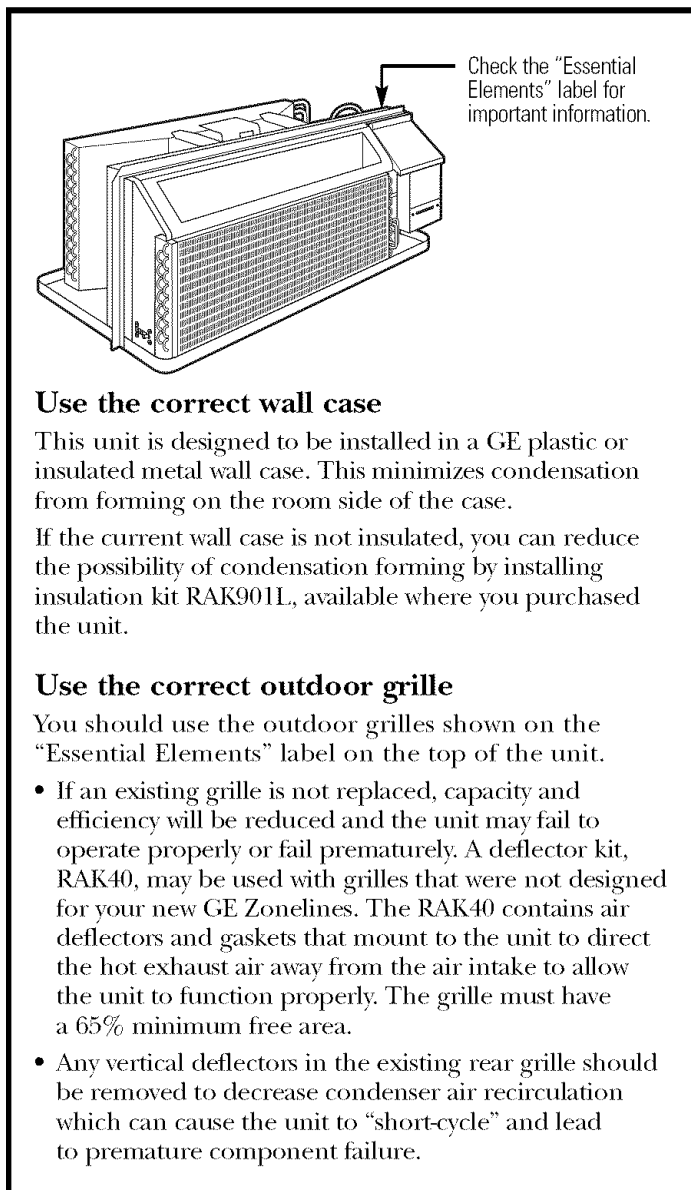 Check the “Essential
Elements” label for
important information.
Use the correct wall case
This unit is designed to be installed in a GE plastic or
insulated metal wall case. This minimizes condensation
from forming on the room side of the case.
If the current wall case is not insulated, you can reduce
the possibility of condensation forming by installing
insulation kit RAK901L, available where you purchased
the unit.
Use the correct outdoor grille
You should use the outdoor grilles shown on the
“Essential Elements” label on the top of the unit.
• If an existing grille is not replaced, capacity and
efficiency will be reduced and the unit may fail to
operate properly or fail prematurely. A deflector kit,
RAK40, may be used with grilles that were not designed
for your new GE Zonelines. The RAK40 contains air
deflectors and gaskets that mount to the unit to direct
the hot exhaust air away from the air intake to allow
the unit to function properly. The grille must have
a 65% minimum free area.
• Any vertical deflectors in the existing rear grille should
be removed to decrease condenser air recirculation
which can cause the unit to “short-cycle” and lead
to premature component failure.